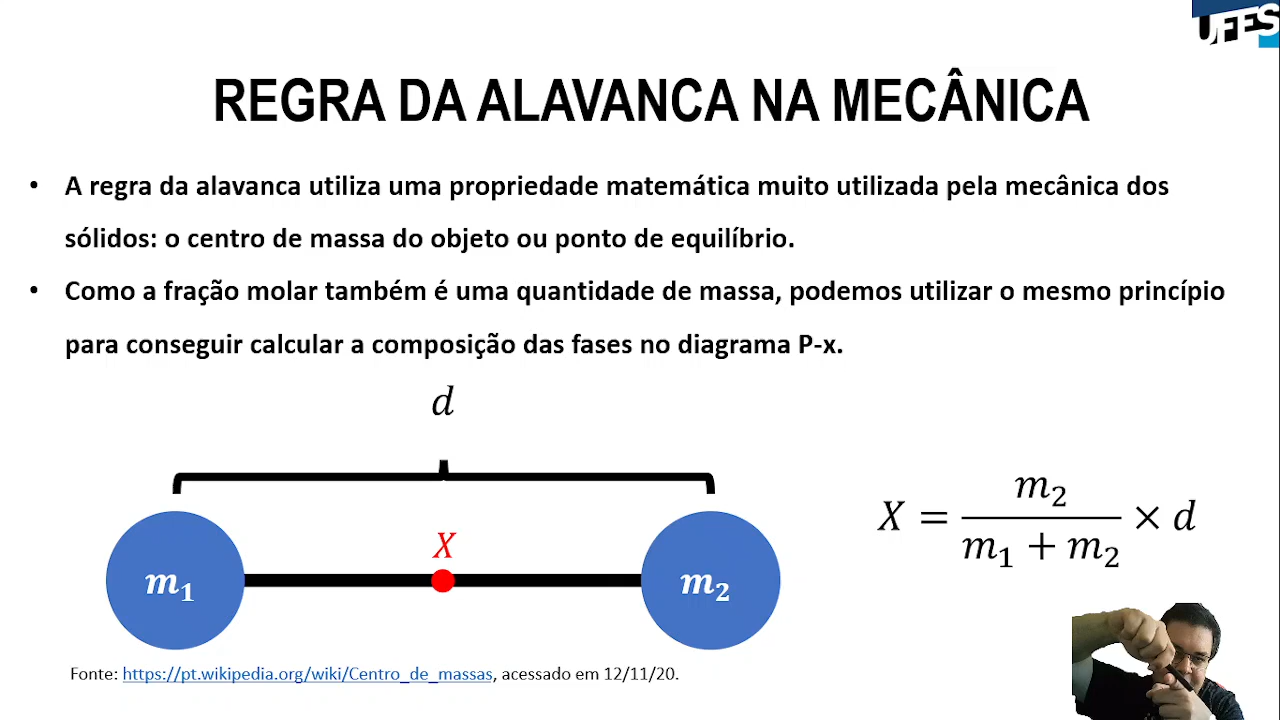 UFES
REGRA DA ALAVANCA NA MECÂNICA
• A regra da alavanca utiliza uma propriedade matemática muito utilizada pela mecânica dos
sólidos: o centro de massa do objeto ou ponto de equilíbrio.
• Como a fração molar também é uma quantidade de massa, podemos utilizar o mesmo princípio
para conseguir calcular a composição das fases no diagrama P-x.
d
X
m₁
m₂
X = m₂ / (m₁ + m₂) × d
Fonte: https://pt.wikipedia.org/wiki/Centro_de_massas, acessado em 12/11/20.